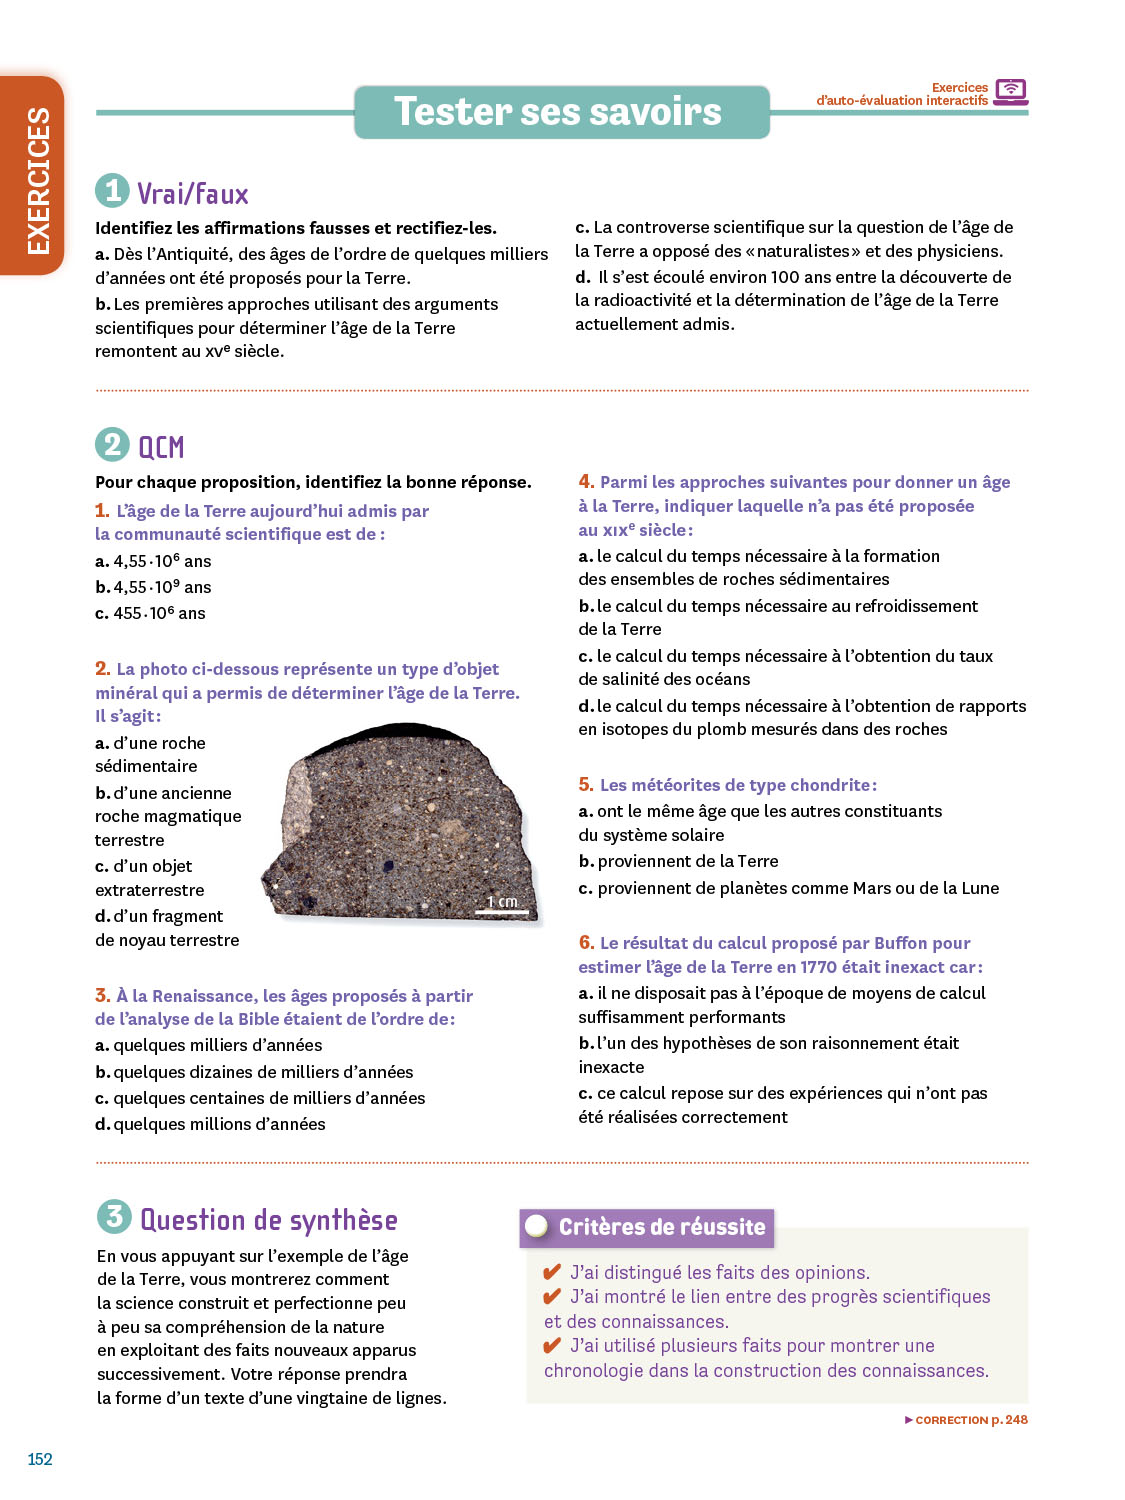 EXERCICES
Tester ses savoirs
Exercices
d'auto-évaluation interactifs
1 Vrai/faux
Identifiez les affirmations fausses et rectifiez-les.
a. Dès l'Antiquité, des âges de l'ordre de quelques milliers
d'années ont été proposés pour la Terre.
b. Les premières approches utilisant des arguments
scientifiques pour déterminer l'âge de la Terre
remontent au XVe siècle.
c. La controverse scientifique sur la question de l'âge de
la Terre a opposé des «naturalistes» et des physiciens.
d. Il s'est écoulé environ 100 ans entre la découverte de
la radioactivité et la détermination de l'âge de la Terre
actuellement admis.
2 QCM
Pour chaque proposition, identifiez la bonne réponse.
1. L'âge de la Terre aujourd'hui admis par
la communauté scientifique est de :
a. 4,55·10⁶ ans
b. 4,55·10⁹ ans
c. 455·10⁶ ans
2. La photo ci-dessous représente un type d'objet
minéral qui a permis de déterminer l'âge de la Terre.
Il s'agit :
a. d'une roche
sédimentaire
b. d'une ancienne
roche magmatique
terrestre
c. d'un objet
extraterrestre
d. d'un fragment
de noyau terrestre
1 cm
3. À la Renaissance, les âges proposés à partir
de l'analyse de la Bible étaient de l'ordre de :
a. quelques milliers d'années
b. quelques dizaines de milliers d'années
c. quelques centaines de milliers d'années
d. quelques millions d'années
4. Parmi les approches suivantes pour donner un âge
à la Terre, indiquer laquelle n'a pas été proposée
au XIXe siècle :
a. le calcul du temps nécessaire à la formation
des ensembles de roches sédimentaires
b. le calcul du temps nécessaire au refroidissement
de la Terre
c. le calcul du temps nécessaire à l'obtention du taux
de salinité des océans
d. le calcul du temps nécessaire à l'obtention de rapports
en isotopes du plomb mesurés dans des roches
5. Les météorites de type chondrite :
a. ont le même âge que les autres constituants
du système solaire
b. proviennent de la Terre
c. proviennent de planètes comme Mars ou de la Lune
6. Le résultat du calcul proposé par Buffon pour
estimer l'âge de la Terre en 1770 était inexact car :
a. il ne disposait pas à l'époque de moyens de calcul
suffisamment performants
b. l'un des hypothèses de son raisonnement était
inexacte
c. ce calcul repose sur des expériences qui n'ont pas
été réalisées correctement
3 Question de synthèse
En vous appuyant sur l'exemple de l'âge
de la Terre, vous montrerez comment
la science construit et perfectionne peu
à peu sa compréhension de la nature
en exploitant des faits nouveaux apparus
successivement. Votre réponse prendra
la forme d'un texte d'une vingtaine de lignes.
Critères de réussite
✔ J'ai distingué les faits des opinions.
✔ J'ai montré le lien entre des progrès scientifiques
et des connaissances.
✔ J'ai utilisé plusieurs faits pour montrer une
chronologie dans la construction des connaissances.
▶ CORRECTION p. 248
152